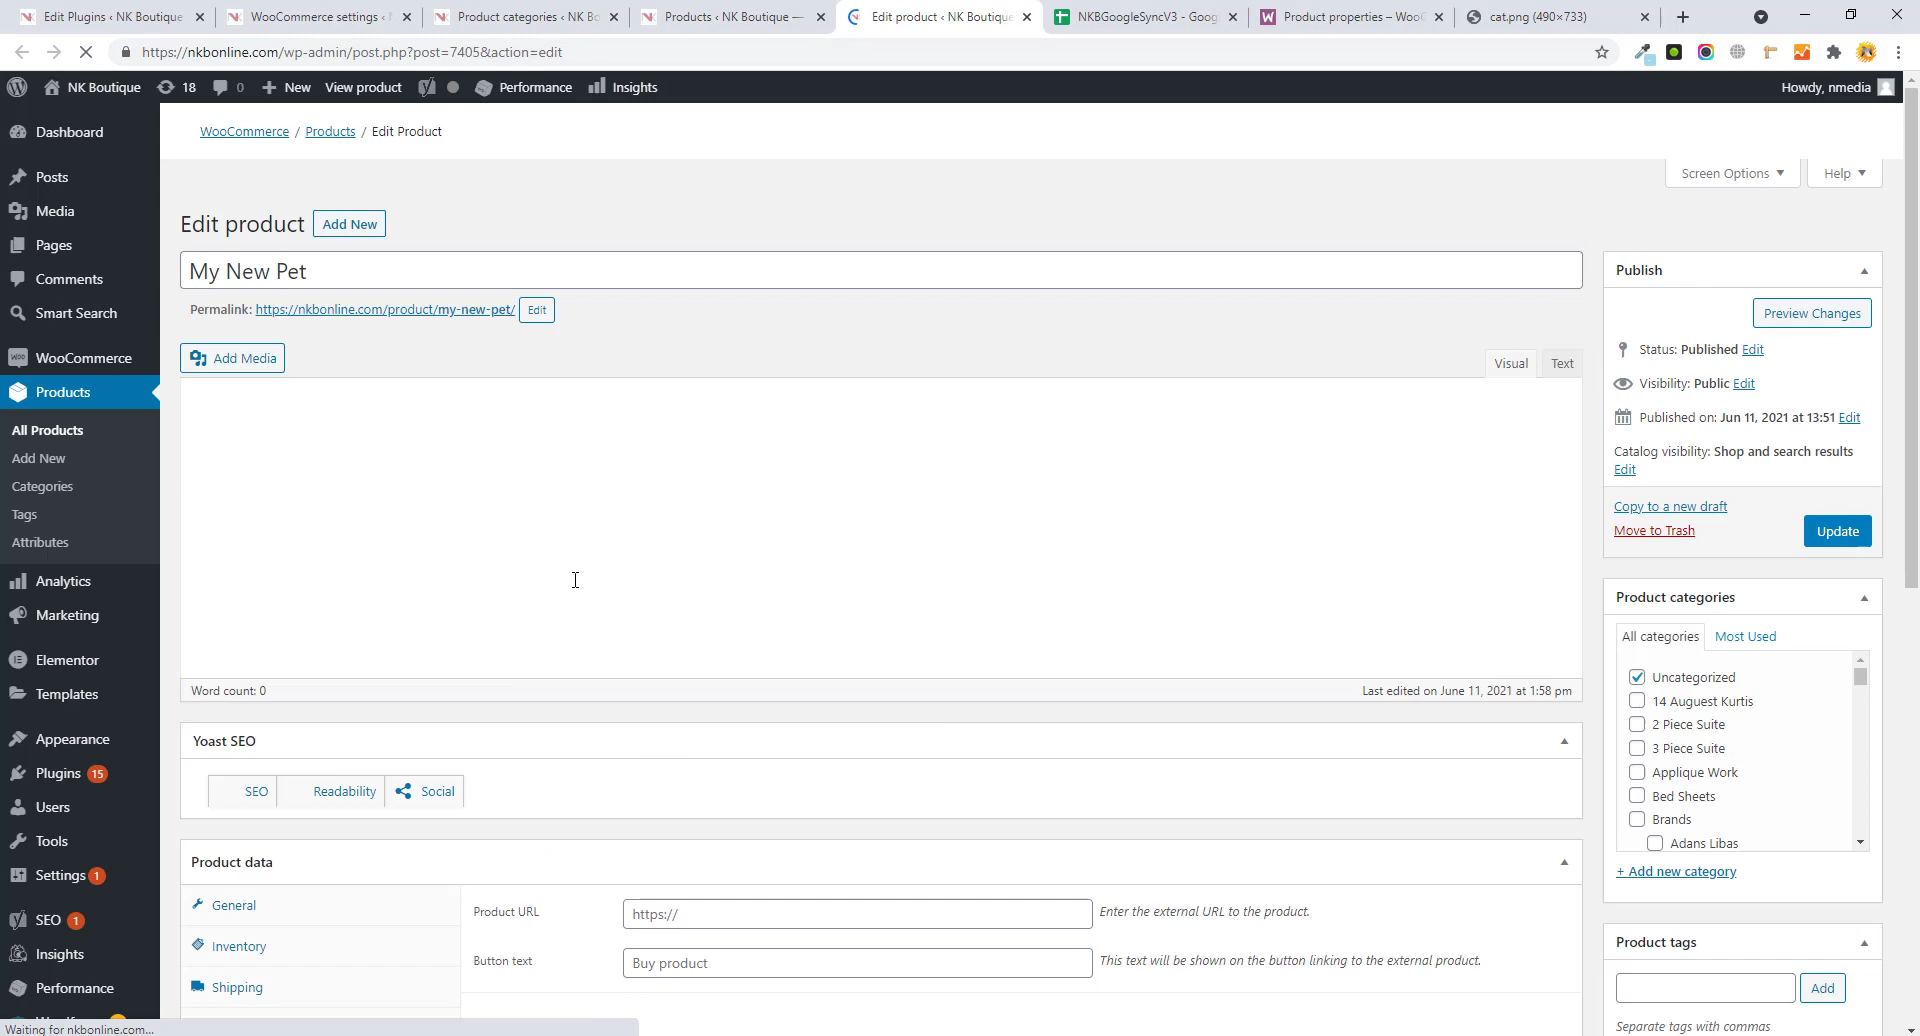 Edit Plugins ‹ NK Boutique
WooCommerce settings ‹
Product categories ‹ NK Bo
Products ‹ NK Boutique —
Edit product ‹ NK Boutique
NKBGoogleSyncV3 - Goog
Product properties – WooC
cat.png (490×733)
https://nkbonline.com/wp-admin/post.php?post=7405&action=edit
NK Boutique
18
0
New
View product
Performance
Insights
Howdy, nmedia
Dashboard
Posts
Media
Pages
Comments
Smart Search
WooCommerce
Products
All Products
Add New
Categories
Tags
Attributes
Analytics
Marketing
Elementor
Templates
Appearance
Plugins 15
Users
Tools
Settings 1
SEO 1
Insights
Performance
Waiting for nkbonline.com...
WooCommerce / Products / Edit Product
Screen Options
Help
Edit product
Add New
My New Pet
Permalink: https://nkbonline.com/product/my-new-pet/
Edit
Add Media
Visual
Text
Word count: 0
Last edited on June 11, 2021 at 1:58 pm
Yoast SEO
SEO
Readability
Social
Product data
General
Inventory
Shipping
Product URL
https://
Enter the external URL to the product.
Button text
Buy product
This text will be shown on the button linking to the external product.
Publish
Preview Changes
Status: Published Edit
Visibility: Public Edit
Published on: Jun 11, 2021 at 13:51 Edit
Catalog visibility: Shop and search results
Edit
Copy to a new draft
Move to Trash
Update
Product categories
All categories
Most Used
Uncategorized
14 Auguest Kurtis
2 Piece Suite
3 Piece Suite
Applique Work
Bed Sheets
Brands
Adans Libas
+ Add new category
Product tags
Add
Separate tags with commas